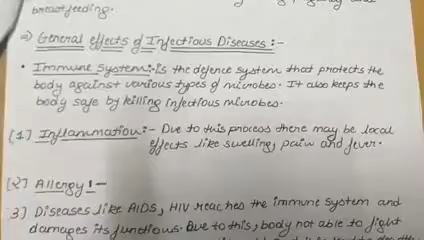 breastfeeding.
⇒ General effects of Infectious Diseases :-
• Immune System:- is the defence system that protects the
body against various types of microbes. It also keeps the
body safe by killing infectious microbes.
(1) Inflammation:- Due to this process there may be local
effects like swelling, pain and fever.
(2) Allergy :-
3) Diseases like AIDS, HIV reaches the immune system and
damages its functions. Due to this, body not able to fight